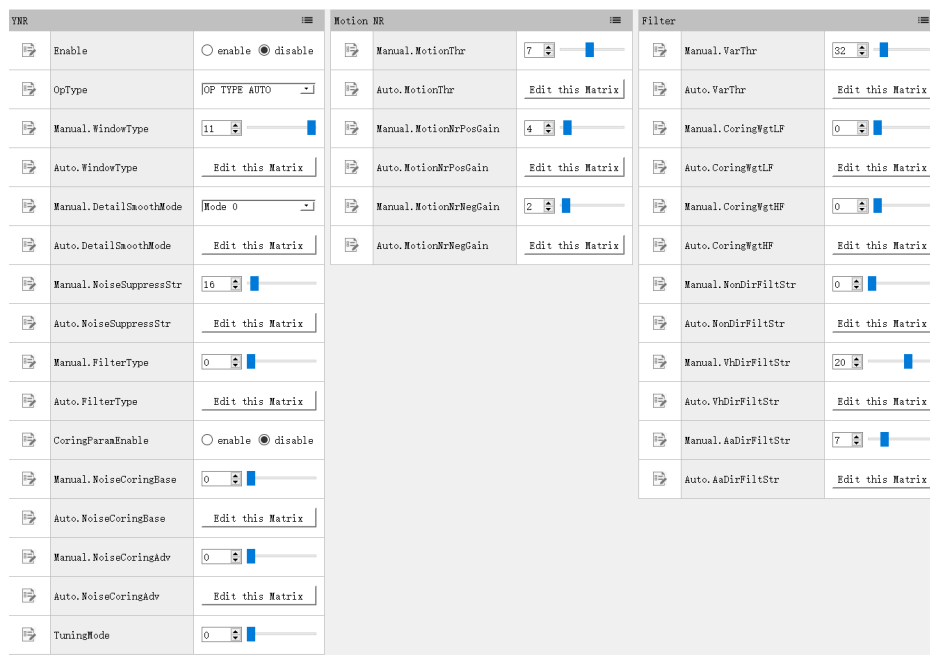 YNR
Enable enable disable
OpType OP TYPE AUTO
Manual.WindowType 11
Auto.WindowType Edit this Matrix
Manual.DetailSmoothMode Mode 0
Auto.DetailSmoothMode Edit this Matrix
Manual.NoiseSuppressStr 16
Auto.NoiseSuppressStr Edit this Matrix
Manual.FilterType 0
Auto.FilterType Edit this Matrix
CoringParamEnable enable disable
Manual.NoiseCoringBase 0
Auto.NoiseCoringBase Edit this Matrix
Manual.NoiseCoringAdv 0
Auto.NoiseCoringAdv Edit this Matrix
TuningMode 0
Motion NR
Manual.MotionThr 7
Auto.MotionThr Edit this Matrix
Manual.MotionNrPosGain 4
Auto.MotionNrPosGain Edit this Matrix
Manual.MotionNrNegGain 2
Auto.MotionNrNegGain Edit this Matrix
Filter
Manual.VarThr 32
Auto.VarThr Edit this Matrix
Manual.CoringWgtLF 0
Auto.CoringWgtLF Edit this Matrix
Manual.CoringWgtHF 0
Auto.CoringWgtHF Edit this Matrix
Manual.NonDirFiltStr 0
Auto.NonDirFiltStr Edit this Matrix
Manual.VhDirFiltStr 20
Auto.VhDirFiltStr Edit this Matrix
Manual.AaDirFiltStr 7
Auto.AaDirFiltStr Edit this Matrix